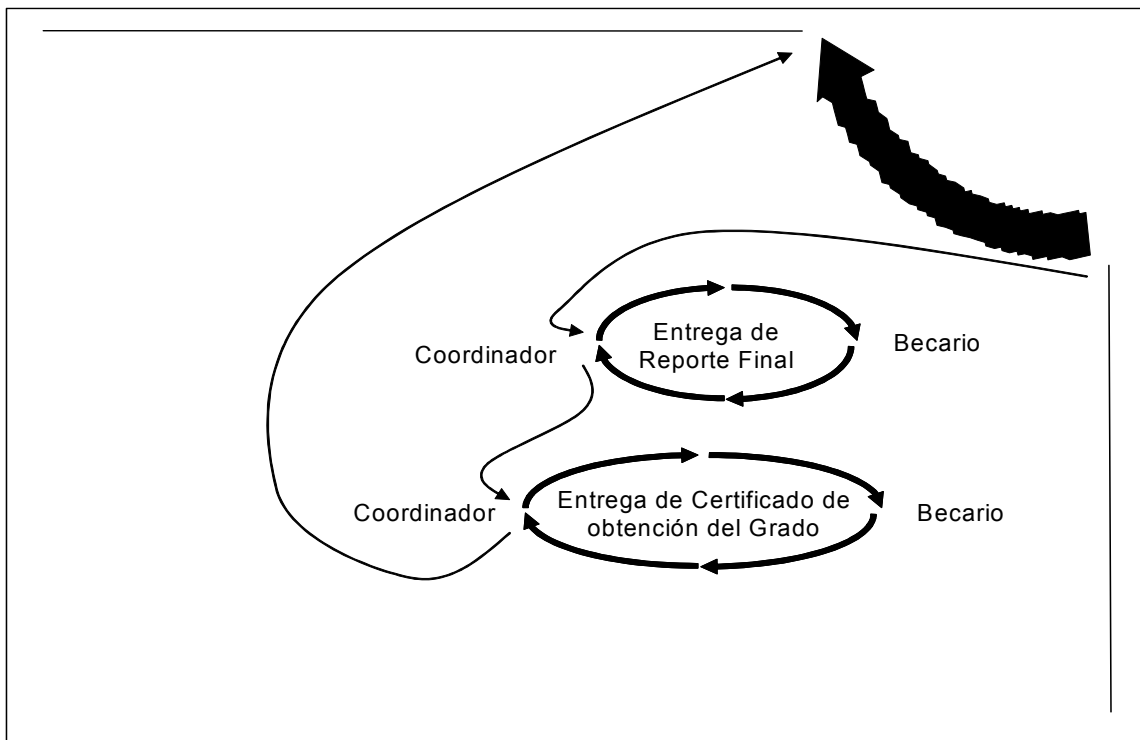 Entrega de
Reporte Final
Coordinador
Becario
Entrega de Certificado de
obtención del Grado
Coordinador
Becario